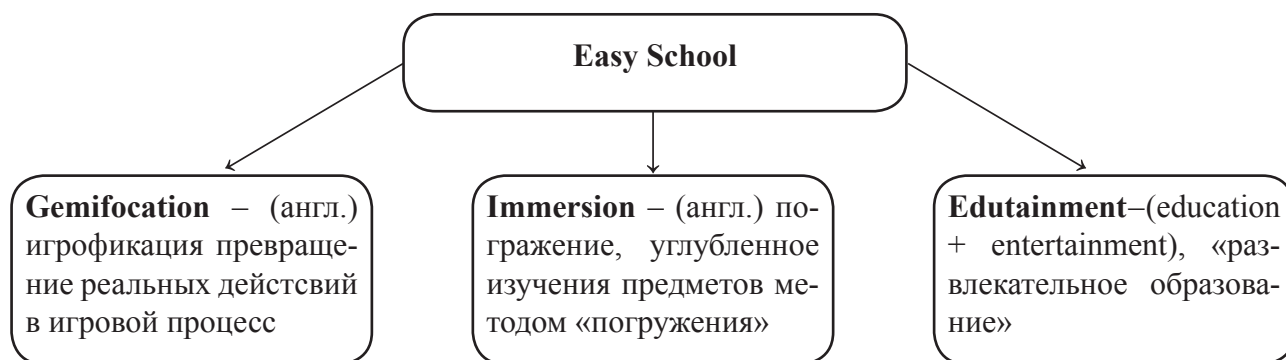 Easy School
Gemifocation – (англ.)
игрофикация превраще-
ние реальных дейстсвий
в игровой процесс
Immersion – (англ.) по-
гражение, углубленное
изучения предметов ме-
тодом «погружения»
Edutainment–(education
+ entertainment), «раз-
влекательное образова-
ние»